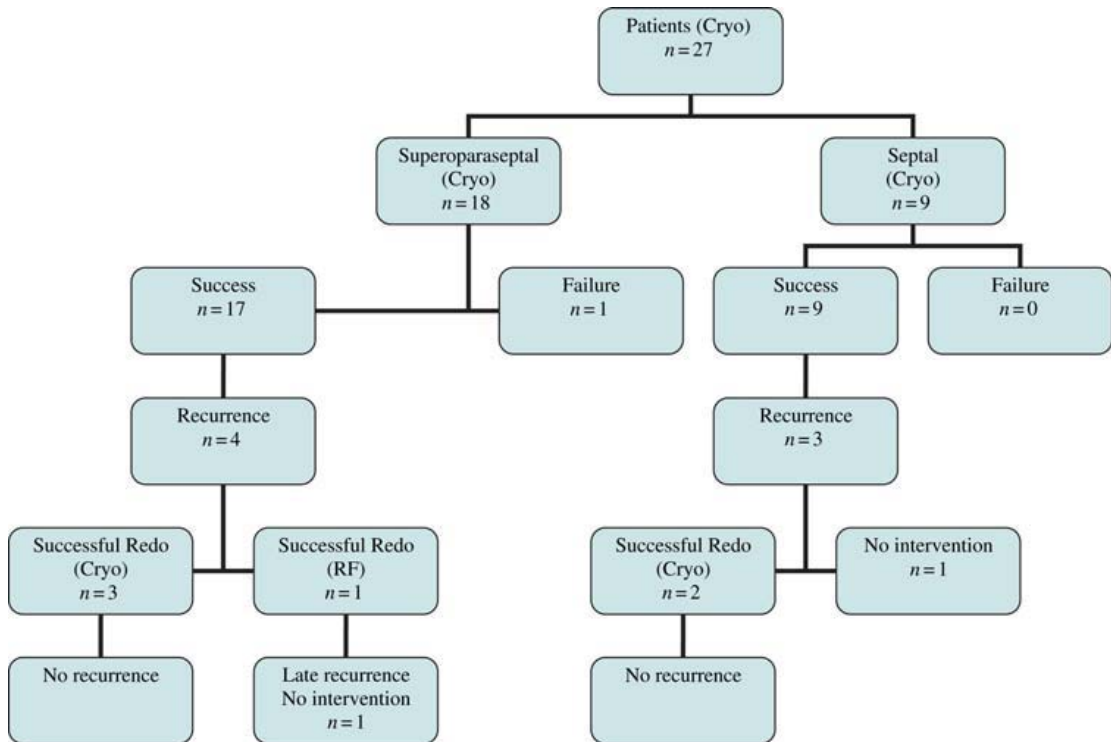 Patients (Cryo)
n=27
Superoparaseptal
(Cryo)
n=18
Septal
(Cryo)
n=9
Success
n=17
Failure
n=1
Success
n=9
Failure
n=0
Recurrence
n=4
Recurrence
n=3
Successful Redo
(Cryo)
n=3
Successful Redo
(RF)
n=1
Successful Redo
(Cryo)
n=2
No intervention
n=1
No recurrence
Late recurrence
No intervention
n=1
No recurrence